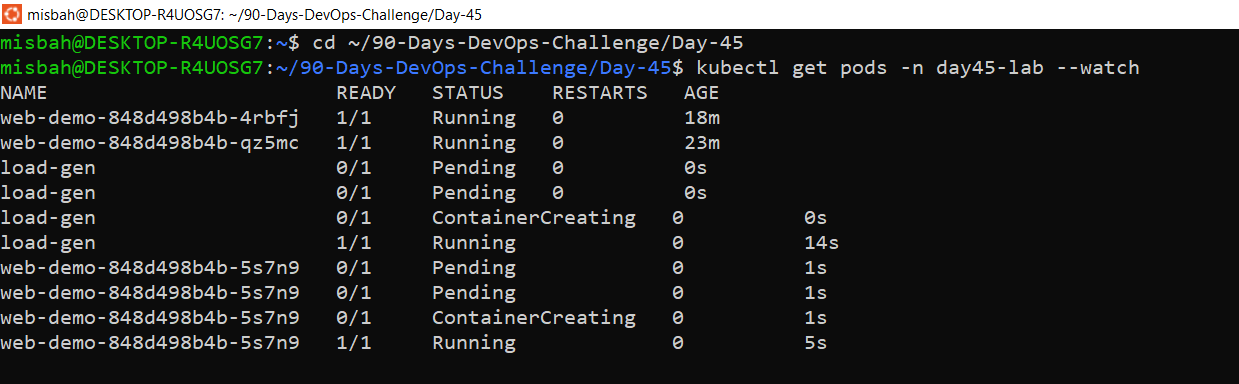 misbah@DESKTOP-R4UOSG7: ~/90-Days-DevOps-Challenge/Day-45
misbah@DESKTOP-R4UOSG7:~$ cd ~/90-Days-DevOps-Challenge/Day-45
misbah@DESKTOP-R4UOSG7:~/90-Days-DevOps-Challenge/Day-45$ kubectl get pods -n day45-lab --watch
NAME                        READY   STATUS    RESTARTS   AGE
web-demo-848d498b4b-4rbfj   1/1     Running   0          18m
web-demo-848d498b4b-qz5mc   1/1     Running   0          23m
load-gen                    0/1     Pending   0          0s
load-gen                    0/1     Pending   0          0s
load-gen                    0/1     ContainerCreating   0          0s
load-gen                    1/1     Running             0          14s
web-demo-848d498b4b-5s7n9   0/1     Pending             0          1s
web-demo-848d498b4b-5s7n9   0/1     Pending             0          1s
web-demo-848d498b4b-5s7n9   0/1     ContainerCreating   0          1s
web-demo-848d498b4b-5s7n9   1/1     Running             0          5s